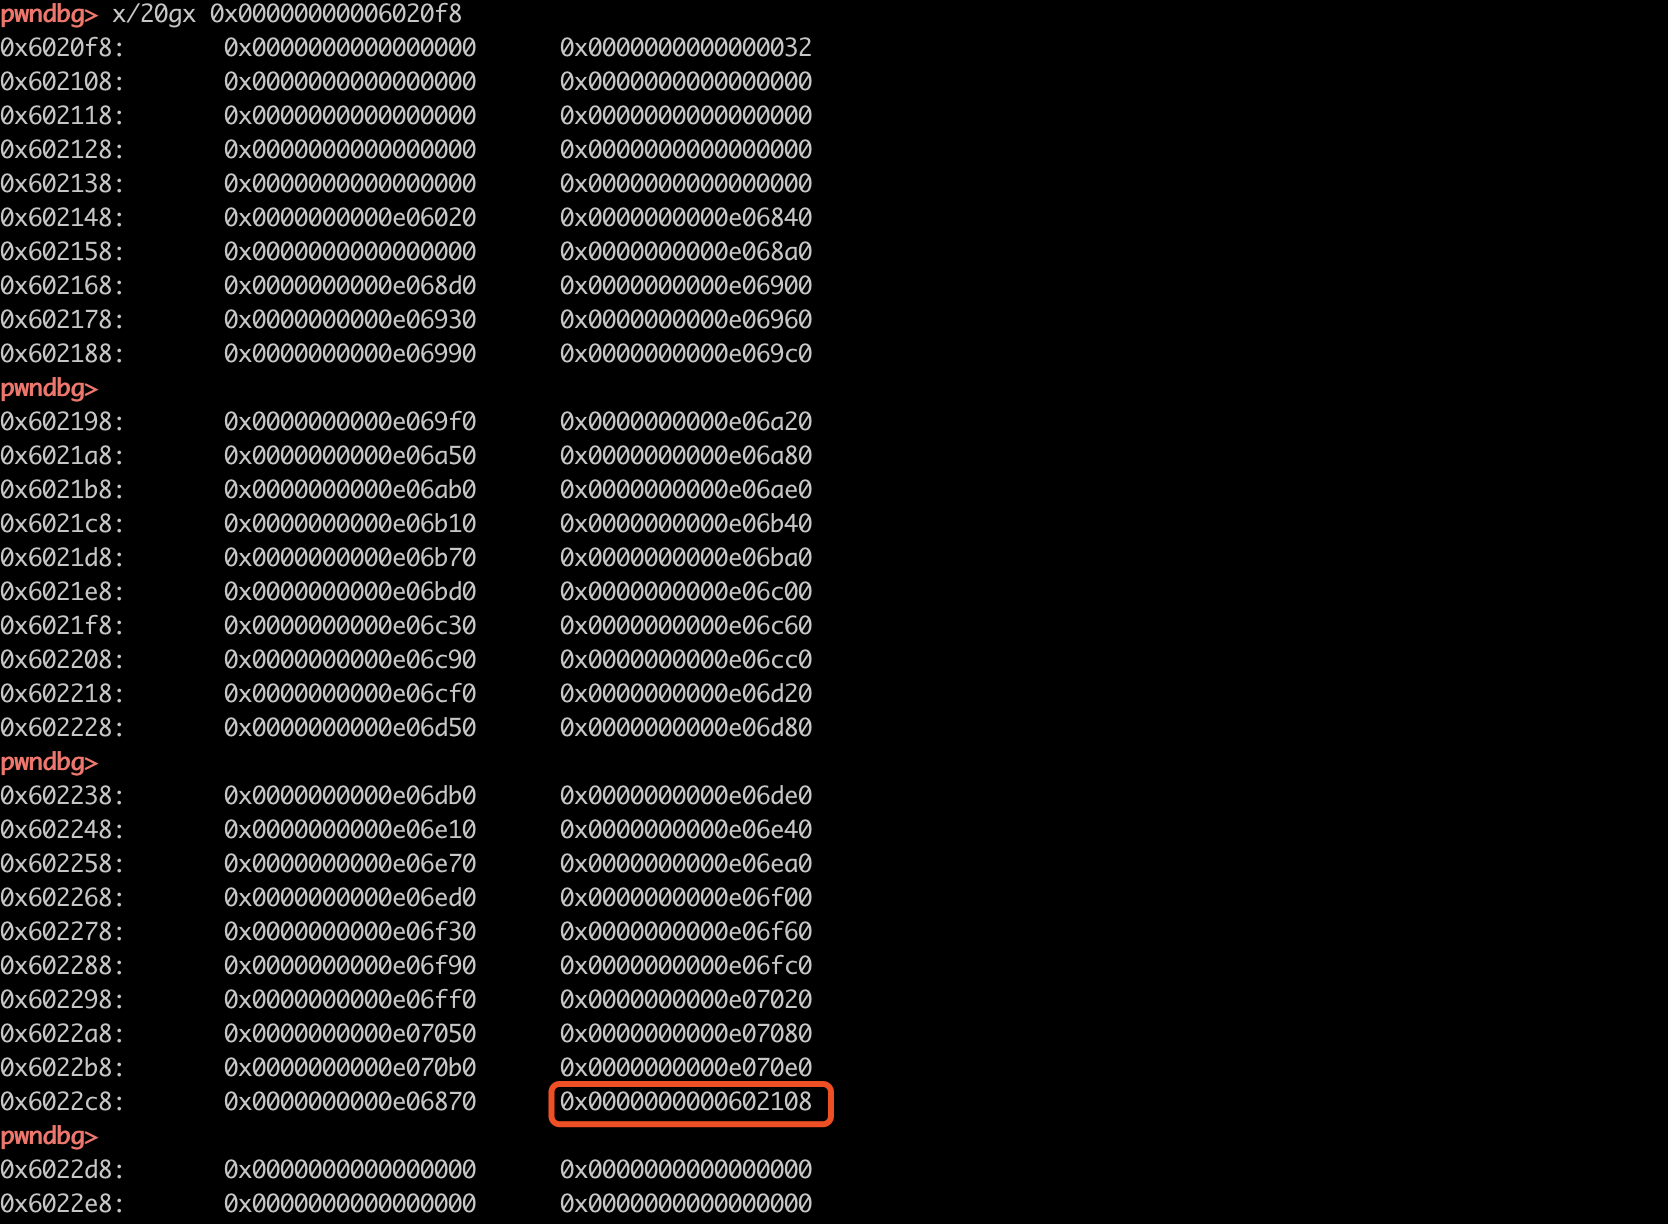 pwndbg> x/20gx 0x00000000006020f8
0x6020f8: 0x0000000000000000 0x0000000000000032
0x602108: 0x0000000000000000 0x0000000000000000
0x602118: 0x0000000000000000 0x0000000000000000
0x602128: 0x0000000000000000 0x0000000000000000
0x602138: 0x0000000000000000 0x0000000000000000
0x602148: 0x0000000000e06020 0x0000000000e06840
0x602158: 0x0000000000000000 0x0000000000e068a0
0x602168: 0x0000000000e068d0 0x0000000000e06900
0x602178: 0x0000000000e06930 0x0000000000e06960
0x602188: 0x0000000000e06990 0x0000000000e069c0
pwndbg>
0x602198: 0x0000000000e069f0 0x0000000000e06a20
0x6021a8: 0x0000000000e06a50 0x0000000000e06a80
0x6021b8: 0x0000000000e06ab0 0x0000000000e06ae0
0x6021c8: 0x0000000000e06b10 0x0000000000e06b40
0x6021d8: 0x0000000000e06b70 0x0000000000e06ba0
0x6021e8: 0x0000000000e06bd0 0x0000000000e06c00
0x6021f8: 0x0000000000e06c30 0x0000000000e06c60
0x602208: 0x0000000000e06c90 0x0000000000e06cc0
0x602218: 0x0000000000e06cf0 0x0000000000e06d20
0x602228: 0x0000000000e06d50 0x0000000000e06d80
pwndbg>
0x602238: 0x0000000000e06db0 0x0000000000e06de0
0x602248: 0x0000000000e06e10 0x0000000000e06e40
0x602258: 0x0000000000e06e70 0x0000000000e06ea0
0x602268: 0x0000000000e06ed0 0x0000000000e06f00
0x602278: 0x0000000000e06f30 0x0000000000e06f60
0x602288: 0x0000000000e06f90 0x0000000000e06fc0
0x602298: 0x0000000000e06ff0 0x0000000000e07020
0x6022a8: 0x0000000000e07050 0x0000000000e07080
0x6022b8: 0x0000000000e070b0 0x0000000000e070e0
0x6022c8: 0x0000000000e06870 0x0000000000602108
pwndbg>
0x6022d8: 0x0000000000000000 0x0000000000000000
0x6022e8: 0x0000000000000000 0x0000000000000000